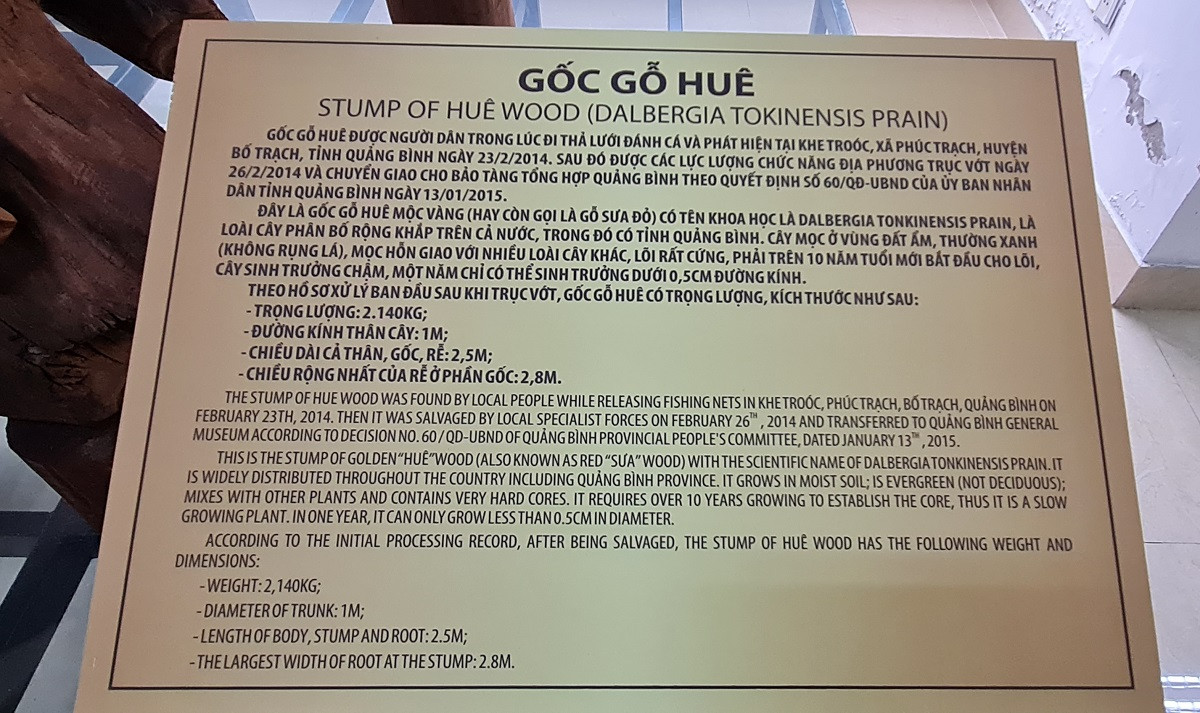 GỐC GỖ HUÊ
STUMP OF HUÊ WOOD (DALBERGIA TOKINENSIS PRAIN)
GỐC GỖ HUÊ ĐƯỢC NGƯỜI DÂN TRONG LÚC ĐI THẢ LƯỚI ĐÁNH CÁ VÀ PHÁT HIỆN TẠI KHE TROÓC, XÃ PHÚC TRẠCH, HUYỆN
BỐ TRẠCH, TỈNH QUẢNG BÌNH NGÀY 23/2/2014. SAU ĐÓ ĐƯỢC CÁC LỰC LƯỢNG CHỨC NĂNG ĐỊA PHƯƠNG TRỤC VỚT NGÀY
26/2/2014 VÀ CHUYỂN GIAO CHO BẢO TÀNG TỔNG HỢP QUẢNG BÌNH THEO QUYẾT ĐỊNH SỐ 60/QĐ-UBND CỦA ỦY BAN NHÂN
DÂN TỈNH QUẢNG BÌNH NGÀY 13/01/2015.
ĐÂY LÀ GỐC GỖ HUÊ MỘC VÀNG (HAY CÒN GỌI LÀ GỖ SƯA ĐỎ) CÓ TÊN KHOA HỌC LÀ DALBERGIA TONKINENSIS PRAIN, LÀ
LOÀI CÂY PHÂN BỐ RỘNG KHẮP TRÊN CẢ NƯỚC, TRONG ĐÓ CÓ TỈNH QUẢNG BÌNH. CÂY MỌC Ở VÙNG ĐẤT ẨM, THƯỜNG XANH
(KHÔNG RỤNG LÁ), MỌC HỖN GIAO VỚI NHIỀU LOÀI CÂY KHÁC, LÕI RẤT CỨNG, PHẢI TRÊN 10 NĂM TUỔI MỚI BẮT ĐẦU CHO LÕI,
CÂY SINH TRƯỞNG CHẬM, MỘT NĂM CHỈ CÓ THỂ SINH TRƯỞNG DƯỚI 0,5CM ĐƯỜNG KÍNH.
THEO HỒ SƠ XỬ LÝ BAN ĐẦU SAU KHI TRỤC VỚT, GỐC GỖ HUÊ CÓ TRỌNG LƯỢNG, KÍCH THƯỚC NHƯ SAU:
- TRỌNG LƯỢNG: 2.140KG;
- ĐƯỜNG KÍNH THÂN CÂY: 1M;
- CHIỀU DÀI CẢ THÂN, GỐC, RỄ: 2,5M;
- CHIỀU RỘNG NHẤT CỦA RỄ Ở PHẦN GỐC: 2,8M.
THE STUMP OF HUE WOOD WAS FOUND BY LOCAL PEOPLE WHILE RELEASING FISHING NETS IN KHE TROÓC, PHÚC TRẠCH, BỐ TRẠCH, QUẢNG BÌNH ON
FEBRUARY 23TH, 2014. THEN IT WAS SALVAGED BY LOCAL SPECIALIST FORCES ON FEBRUARY 26TH, 2014 AND TRANSFERRED TO QUẢNG BÌNH GENERAL
MUSEUM ACCORDING TO DECISION NO. 60 / QD-UBND OF QUẢNG BÌNH PROVINCIAL PEOPLE'S COMMITTEE, DATED JANUARY 13TH, 2015.
THIS IS THE STUMP OF GOLDEN "HUÊ" WOOD (ALSO KNOWN AS RED "SƯA" WOOD) WITH THE SCIENTIFIC NAME OF DALBERGIA TONKINENSIS PRAIN. IT
IS WIDELY DISTRIBUTED THROUGHOUT THE COUNTRY INCLUDING QUẢNG BÌNH PROVINCE. IT GROWS IN MOIST SOIL; IS EVERGREEN (NOT DECIDUOUS);
MIXES WITH OTHER PLANTS AND CONTAINS VERY HARD CORES. IT REQUIRES OVER 10 YEARS GROWING TO ESTABLISH THE CORE, THUS IT IS A SLOW
GROWING PLANT. IN ONE YEAR, IT CAN ONLY GROW LESS THAN 0.5CM IN DIAMETER.
ACCORDING TO THE INITIAL PROCESSING RECORD, AFTER BEING SALVAGED, THE STUMP OF HUÊ WOOD HAS THE FOLLOWING WEIGHT AND
DIMENSIONS:
- WEIGHT: 2,140KG;
- DIAMETER OF TRUNK: 1M;
- LENGTH OF BODY, STUMP AND ROOT: 2.5M;
- THE LARGEST WIDTH OF ROOT AT THE STUMP: 2.8M.